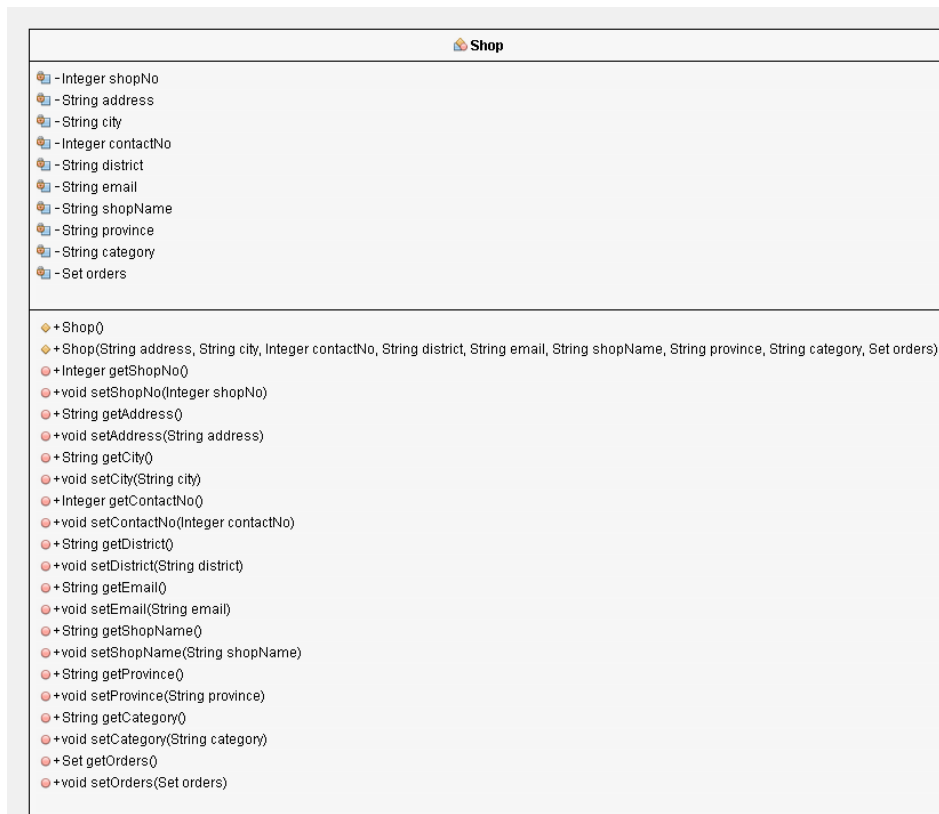 Shop
-Integer shopNo
-String address
-String city
-Integer contactNo
-String district
-String email
-String shopName
-String province
-String category
-Set orders
+Shop()
+Shop(String address, String city, Integer contactNo, String district, String email, String shopName, String province, String category, Set orders)
+Integer getShopNo()
+void setShopNo(Integer shopNo)
+String getAddress()
+void setAddress(String address)
+String getCity()
+void setCity(String city)
+Integer getContactNo()
+void setContactNo(Integer contactNo)
+String getDistrict()
+void setDistrict(String district)
+String getEmail()
+void setEmail(String email)
+String getShopName()
+void setShopName(String shopName)
+String getProvince()
+void setProvince(String province)
+String getCategory()
+void setCategory(String category)
+Set getOrders()
+void setOrders(Set orders)